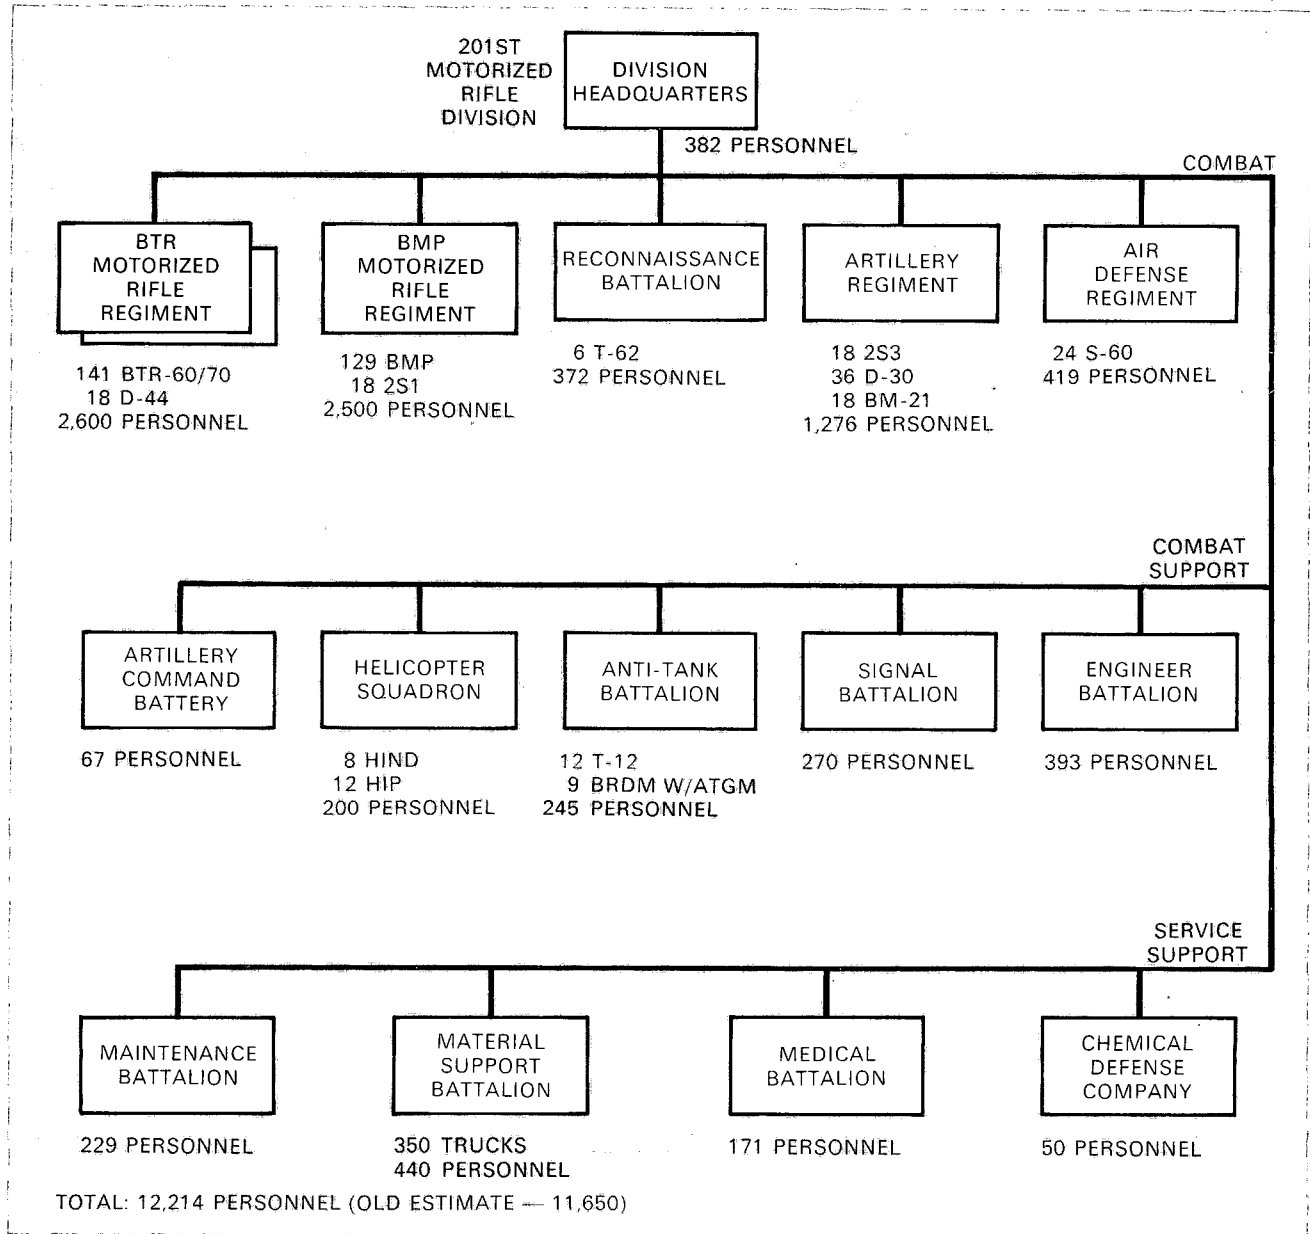 201ST
MOTORIZED
RIFLE
DIVISION
DIVISION
HEADQUARTERS
382 PERSONNEL
COMBAT
BTR
MOTORIZED
RIFLE
REGIMENT
141 BTR-60/70
18 D-44
2,600 PERSONNEL
BMP
MOTORIZED
RIFLE
REGIMENT
129 BMP
18 2S1
2,500 PERSONNEL
RECONNAISSANCE
BATTALION
6 T-62
372 PERSONNEL
ARTILLERY
REGIMENT
18 2S3
36 D-30
18 BM-21
1,276 PERSONNEL
AIR
DEFENSE
REGIMENT
24 S-60
419 PERSONNEL
COMBAT
SUPPORT
ARTILLERY
COMMAND
BATTERY
67 PERSONNEL
HELICOPTER
SQUADRON
8 HIND
12 HIP
200 PERSONNEL
ANTI-TANK
BATTALION
12 T-12
9 BRDM W/ATGM
245 PERSONNEL
SIGNAL
BATTALION
270 PERSONNEL
ENGINEER
BATTALION
393 PERSONNEL
SERVICE
SUPPORT
MAINTENANCE
BATTALION
229 PERSONNEL
MATERIAL
SUPPORT
BATTALION
350 TRUCKS
440 PERSONNEL
MEDICAL
BATTALION
171 PERSONNEL
CHEMICAL
DEFENSE
COMPANY
50 PERSONNEL
TOTAL: 12,214 PERSONNEL (OLD ESTIMATE — 11,650)